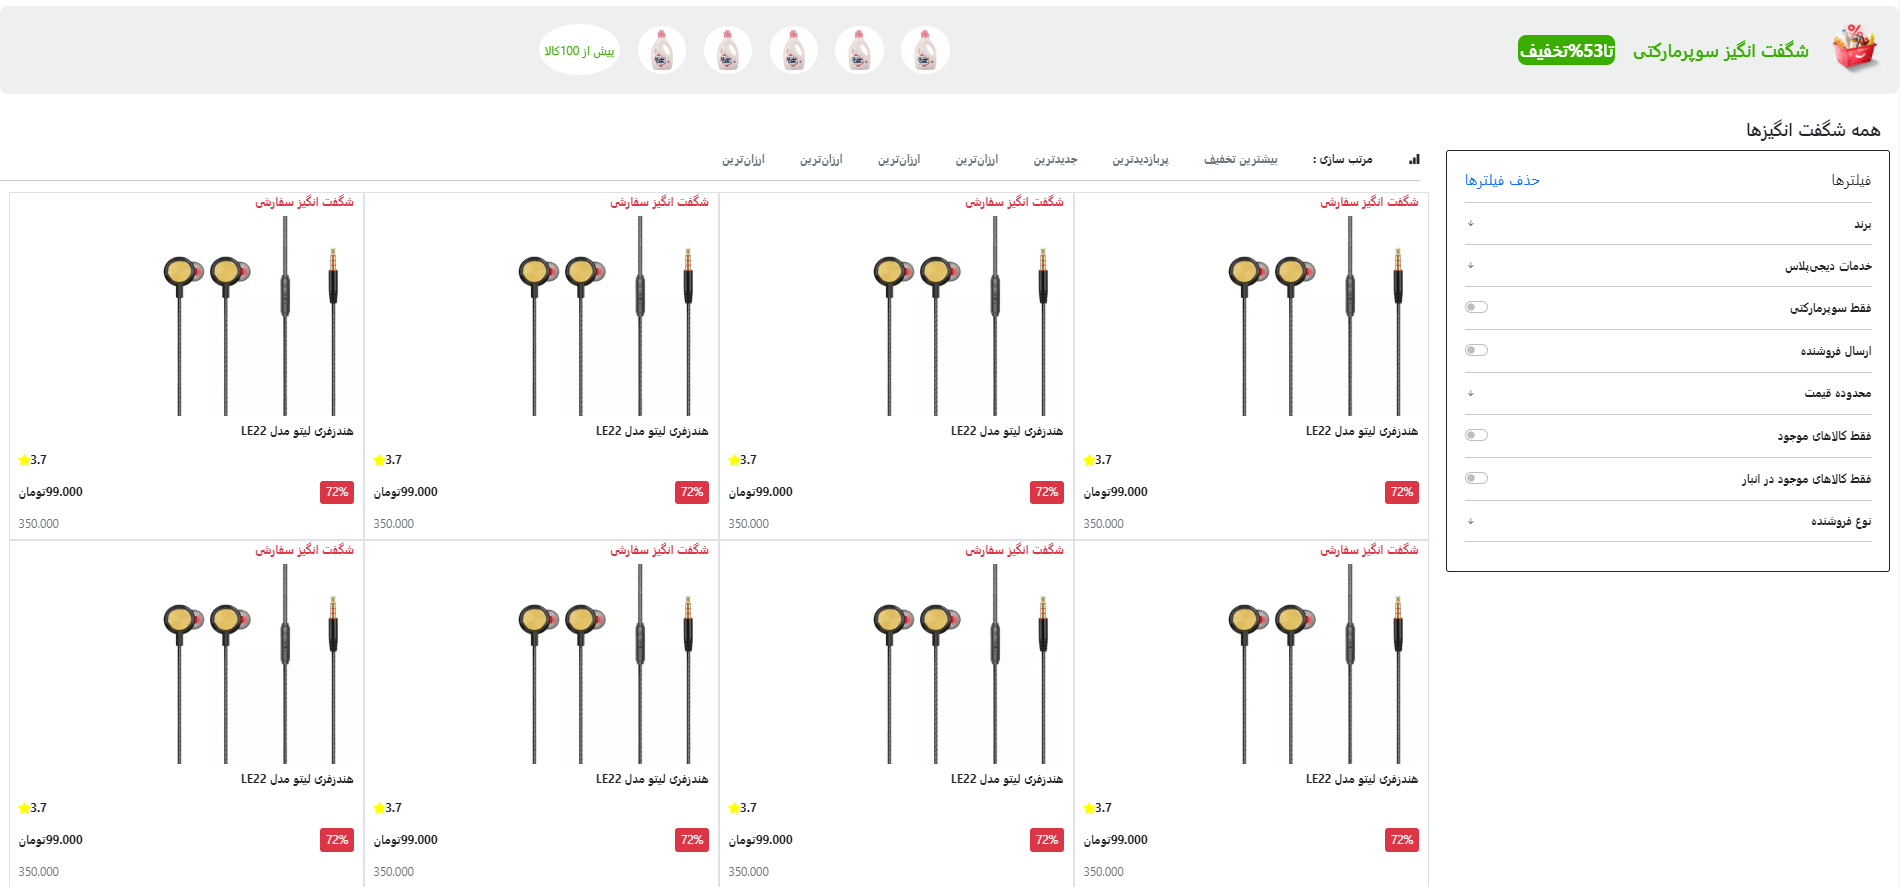 شگفت انگیز سوپرمارکتی
تا53%تخفیف
بیش از 100کالا
همه شگفت انگیزها
فیلترها
حذف فیلترها
برند
خدمات دیجی‌پلاس
فقط سوپرمارکتی
ارسال فروشنده
محدوده قیمت
فقط کالاهای موجود
فقط کالاهای موجود در انبار
نوع فروشنده
مرتب سازی : بیشترین تخفیف پربازدیدترین جدیدترین ارزان‌ترین ارزان‌ترین ارزان‌ترین ارزان‌ترین
شگفت انگیز سفارشی
هندزفری لیتو مدل LE22
3.7
72% 99.000تومان
350.000
شگفت انگیز سفارشی
هندزفری لیتو مدل LE22
3.7
72% 99.000تومان
350.000
شگفت انگیز سفارشی
هندزفری لیتو مدل LE22
3.7
72% 99.000تومان
350.000
شگفت انگیز سفارشی
هندزفری لیتو مدل LE22
3.7
72% 99.000تومان
350.000
شگفت انگیز سفارشی
هندزفری لیتو مدل LE22
3.7
72% 99.000تومان
350.000
شگفت انگیز سفارشی
هندزفری لیتو مدل LE22
3.7
72% 99.000تومان
350.000
شگفت انگیز سفارشی
هندزفری لیتو مدل LE22
3.7
72% 99.000تومان
350.000
شگفت انگیز سفارشی
هندزفری لیتو مدل LE22
3.7
72% 99.000تومان
350.000